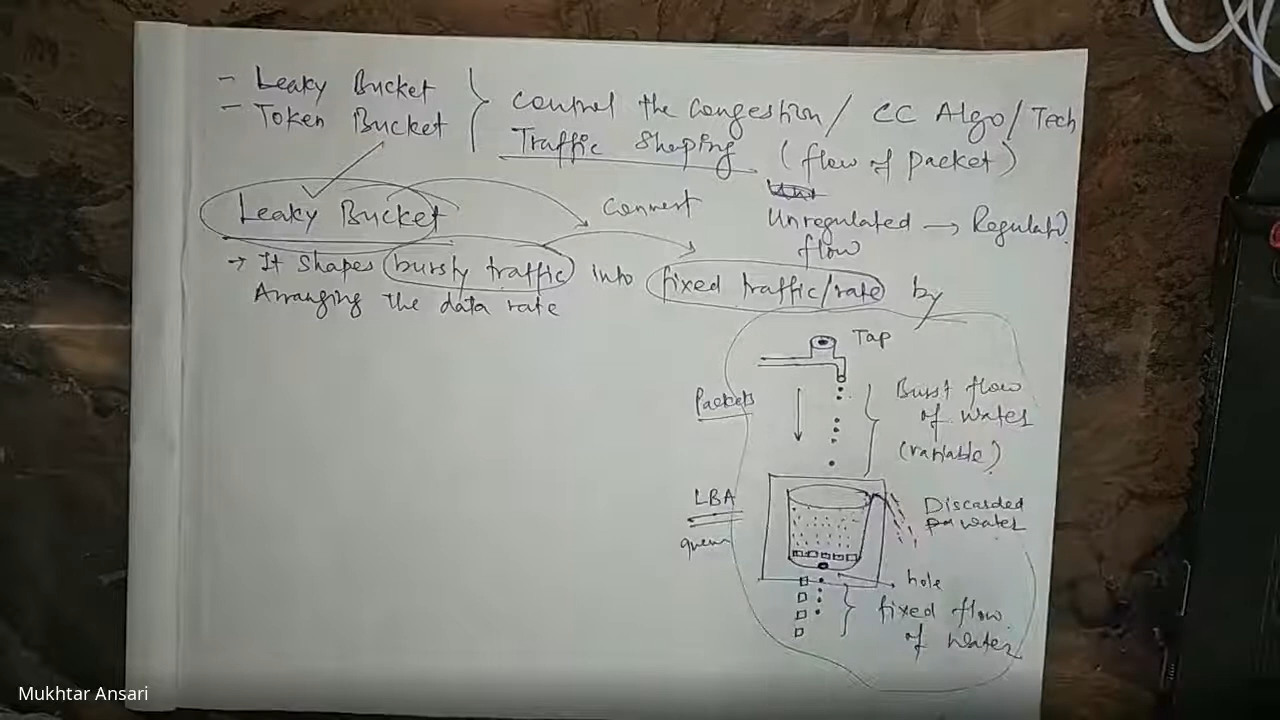 - Leaky Bucket
- Token Bucket
control the congestion / CC Algo / Tech
Traffic Shaping (flow of packet)
Unregulated → Regulatd.
flow
Leaky Bucket
Convert
→ It shapes bursty traffic into fixed traffic/rate by
Arranging the data rate
Tap
Packets
Burst flow
of water
(variable)
LBA
queue
Discarded
water
hole
fixed flow
of water
Mukhtar Ansari